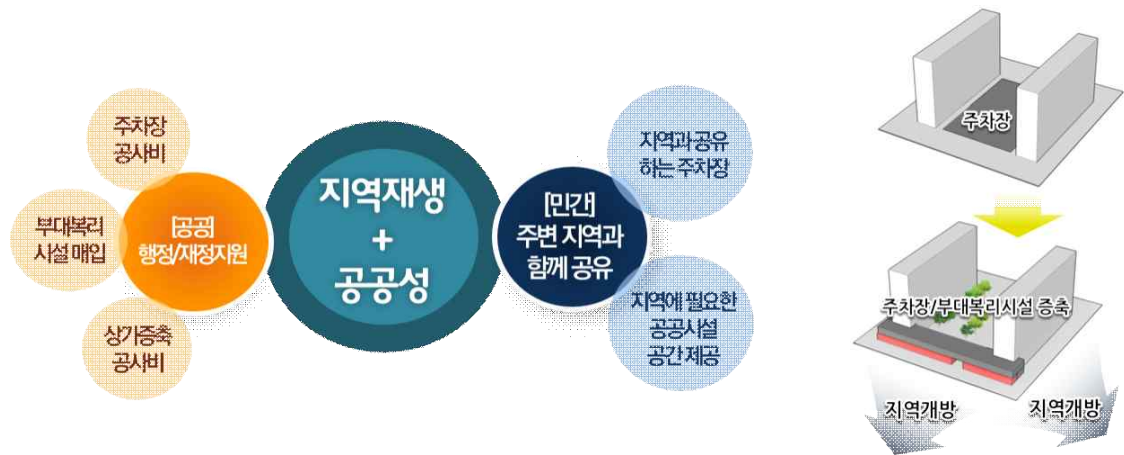 주차장
공사비
부대복리
시설 매입
상가증축
공사비
[공공]
행정/재정지원
지역재생
+
공공성
[민간]
주변 지역과
함께 공유
지역과 공유
하는 주차장
지역에 필요한
공공시설
공간 제공
주차장
주차장/부대복리시설 증축
지역개방
지역개방